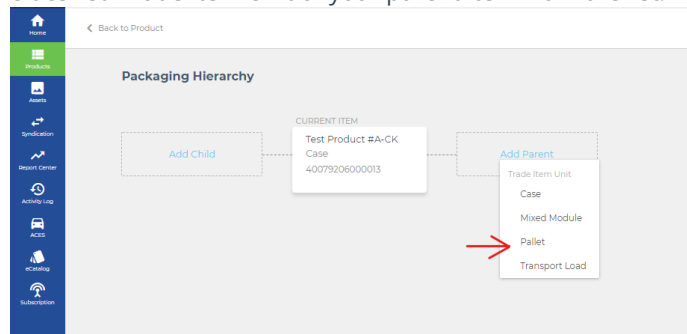 Home
Products
Assets
Syndication
Report Center
Activity Log
ACES
eCatalog
Subscription
Back to Product
Packaging Hierarchy
Add Child
CURRENT ITEM
Test Product #A-CK
Case
40079206000013
Add Parent
Trade Item Unit
Case
Mixed Module
Pallet
Transport Load